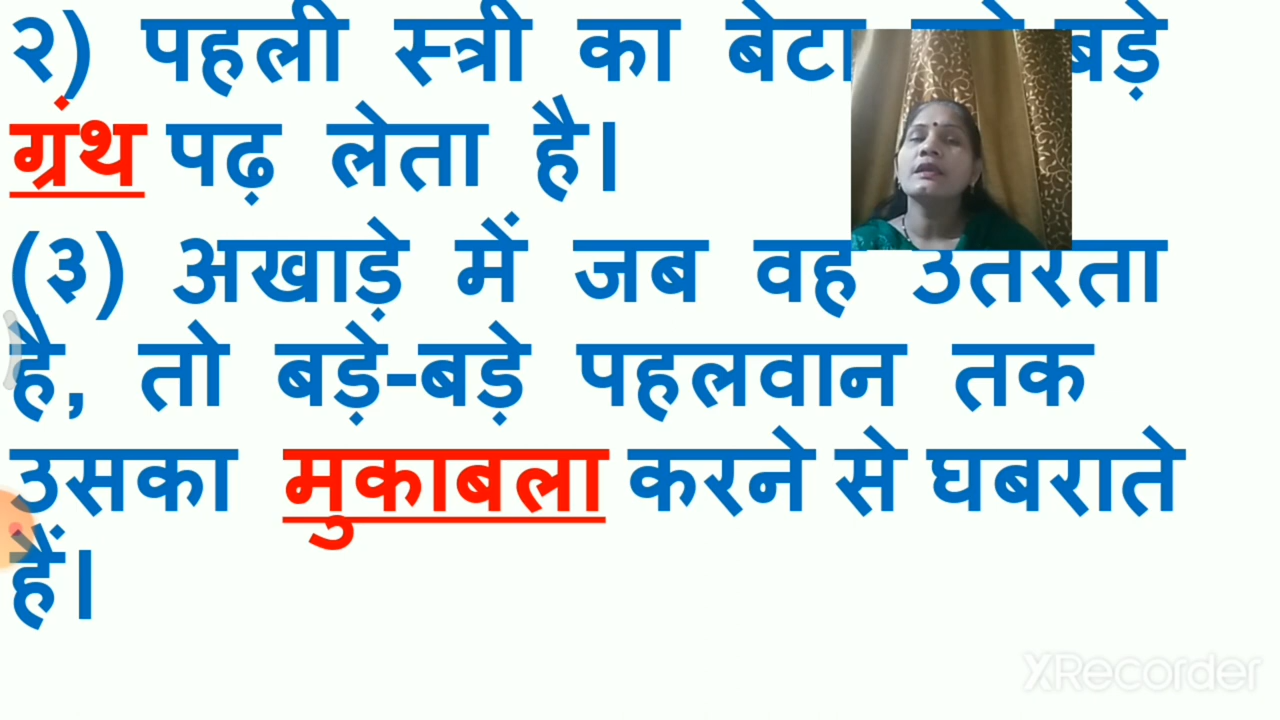 २) पहली स्त्री का बेटा बड़े
ग्रंथ पढ़ लेता है।
(३) अखाड़े में जब वह उतरता
है, तो बड़े-बड़े पहलवान तक
उसका मुकाबला करने से घबराते
हैं।
XRecorder